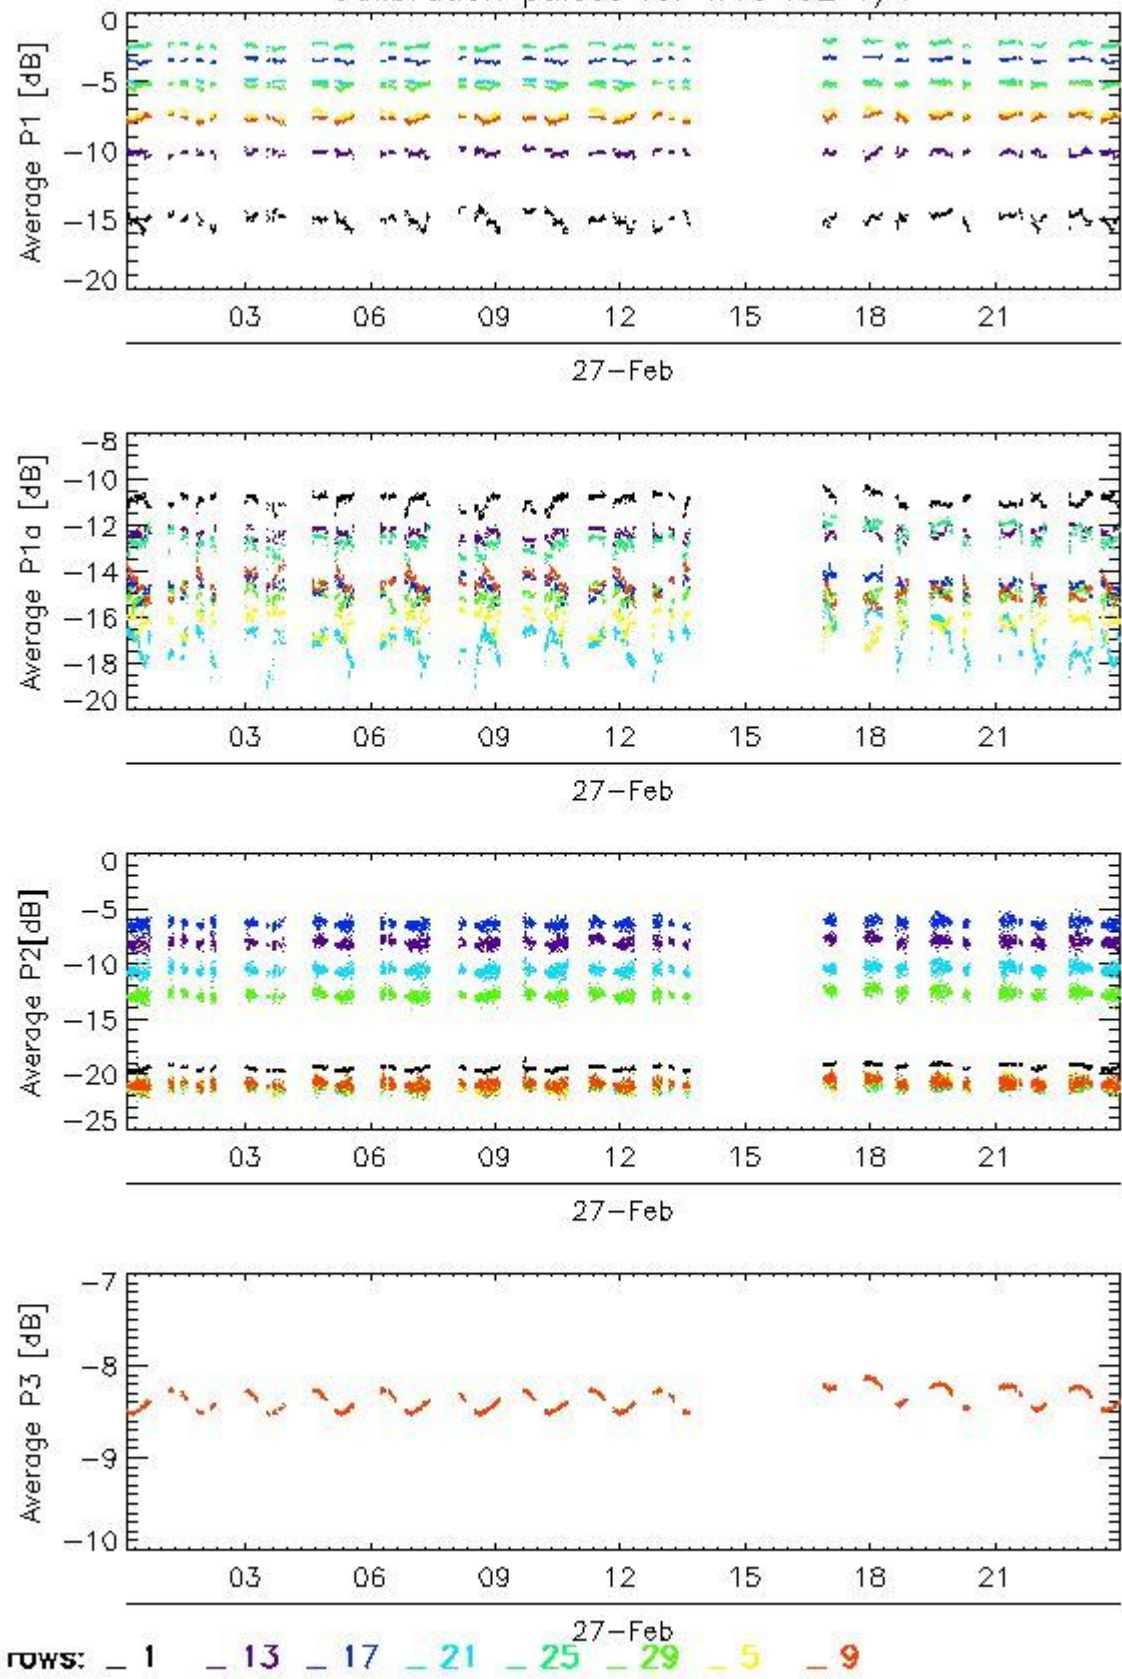 0
−5
−10
−15
−20
Average P1 [dB]
03 06 09 12 15 18 21
27−Feb
−8
−10
−12
−14
−16
−18
−20
Average P1a [dB]
03 06 09 12 15 18 21
27−Feb
0
−5
−10
−15
−20
−25
Average P2[dB]
03 06 09 12 15 18 21
27−Feb
−7
−8
−9
−10
Average P3 [dB]
03 06 09 12 15 18 21
27−Feb
rows: _ 1 _ 13 _ 17 _ 21 _ 25 _ 29 _ 5 _ 9